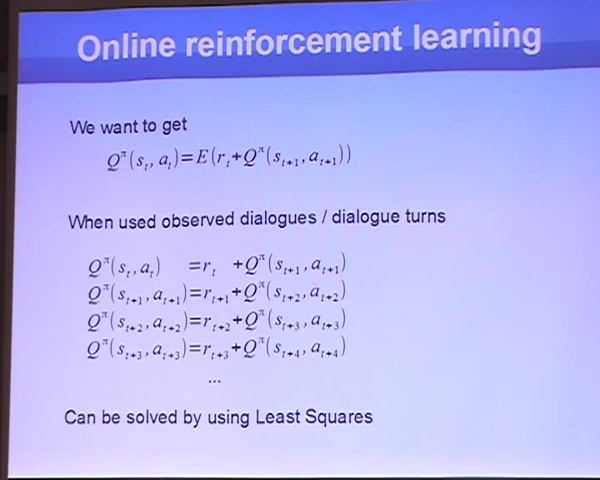 Online reinforcement learning
We want to get
Q^π(s_t, a_t)=E(r_t+Q^π(s_{t+1}, a_{t+1}))
When used observed dialogues / dialogue turns
Q^π(s_t, a_t) =r_t +Q^π(s_{t+1}, a_{t+1})
Q^π(s_{t+1}, a_{t+1})=r_{t+1}+Q^π(s_{t+2}, a_{t+2})
Q^π(s_{t+2}, a_{t+2})=r_{t+2}+Q^π(s_{t+3}, a_{t+3})
Q^π(s_{t+3}, a_{t+3})=r_{t+3}+Q^π(s_{t+4}, a_{t+4})
...
Can be solved by using Least Squares